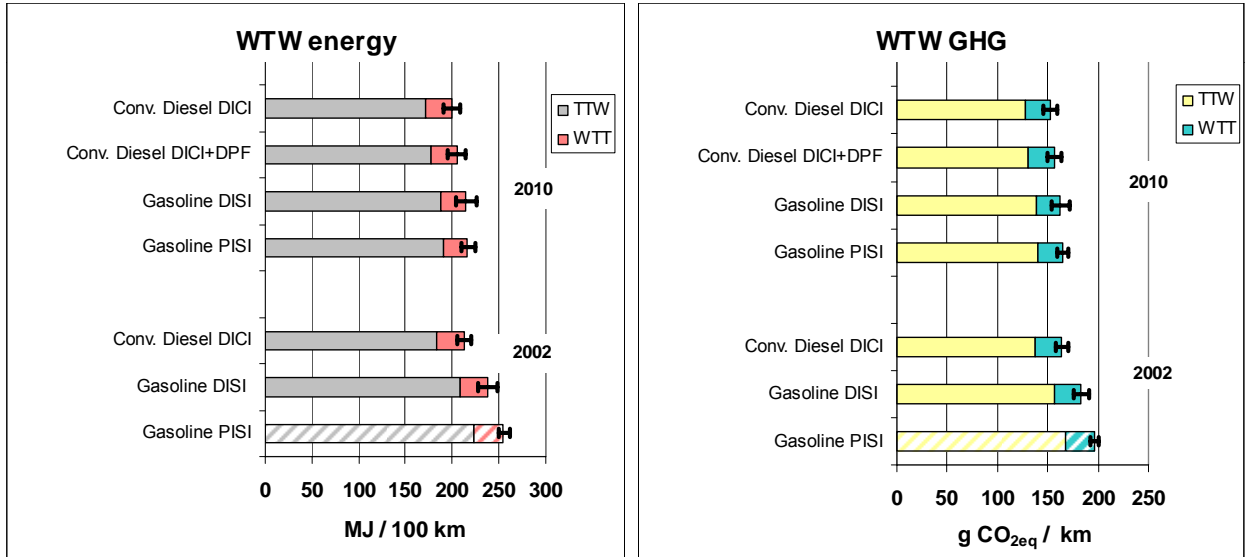 WTW energy
Conv. Diesel DICI
Conv. Diesel DICI+DPF
Gasoline DISI
Gasoline PISI
Conv. Diesel DICI
Gasoline DISI
Gasoline PISI
TTW
WTT
2010
2002
0 50 100 150 200 250 300
MJ / 100 km
WTW GHG
Conv. Diesel DICI
Conv. Diesel DICI+DPF
Gasoline DISI
Gasoline PISI
Conv. Diesel DICI
Gasoline DISI
Gasoline PISI
TTW
WTT
2010
2002
0 50 100 150 200 250
g CO2eq / km